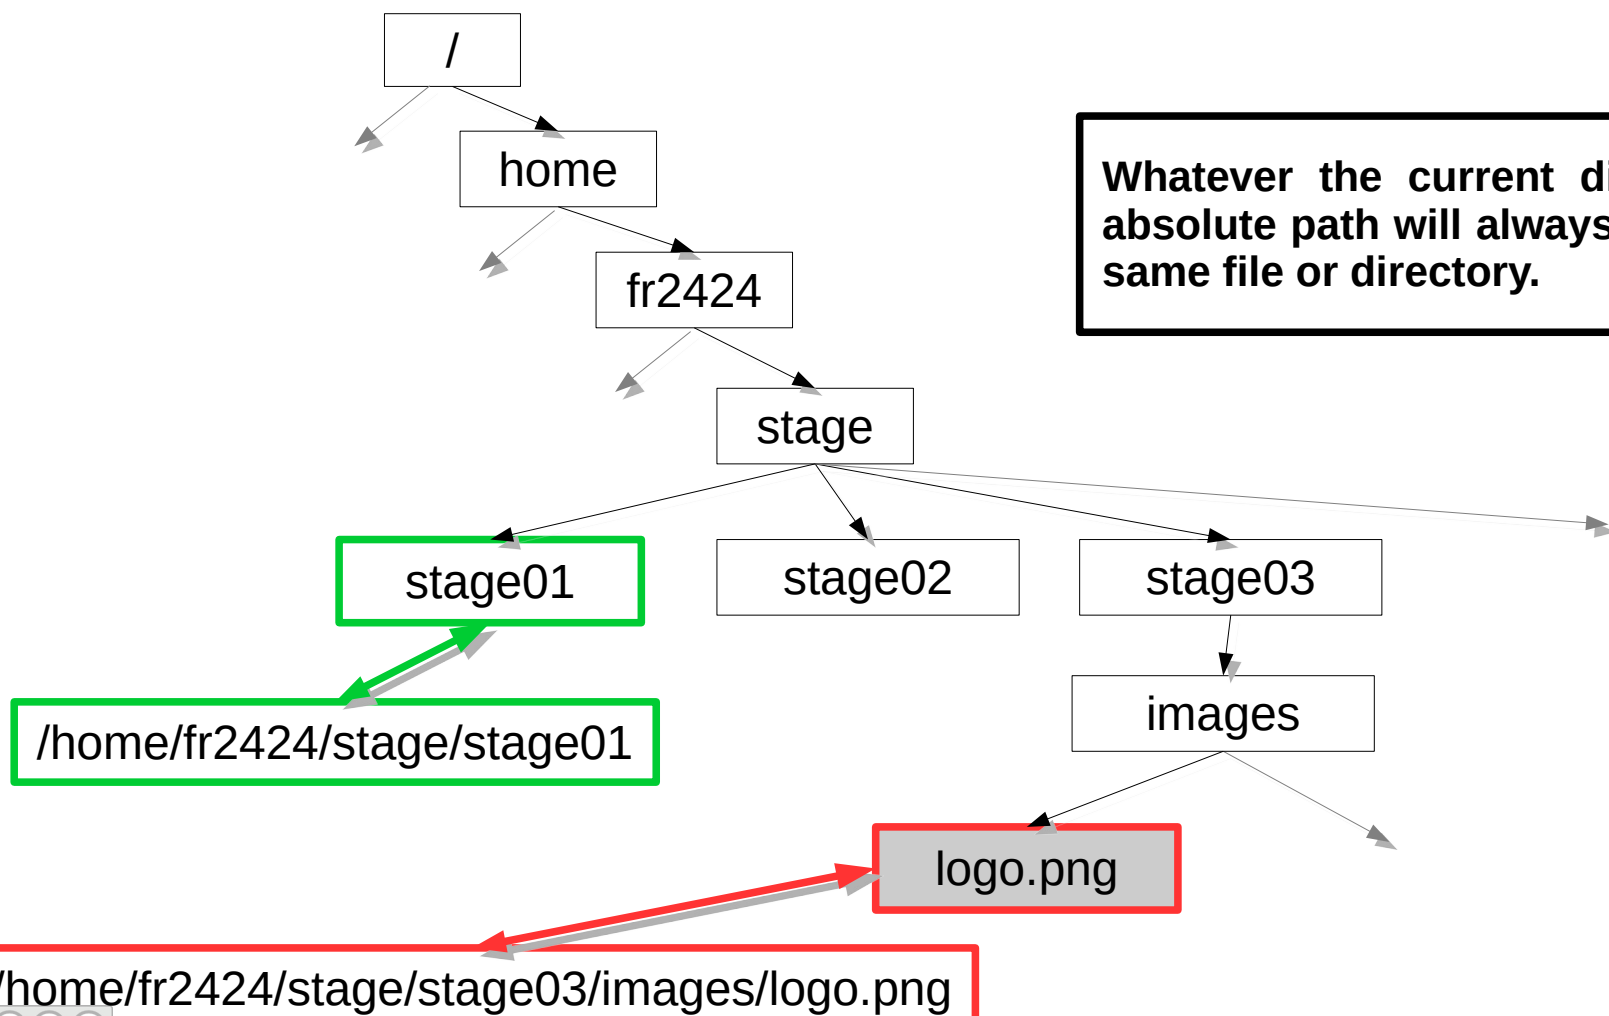 /
home
Whatever the current
absolute path will always
same file or directory.
fr2424
stage
stage01
stage02
stage03
/home/fr2424/stage/stage01
images
logo.png
/home/fr2424/stage/stage03/images/logo.png